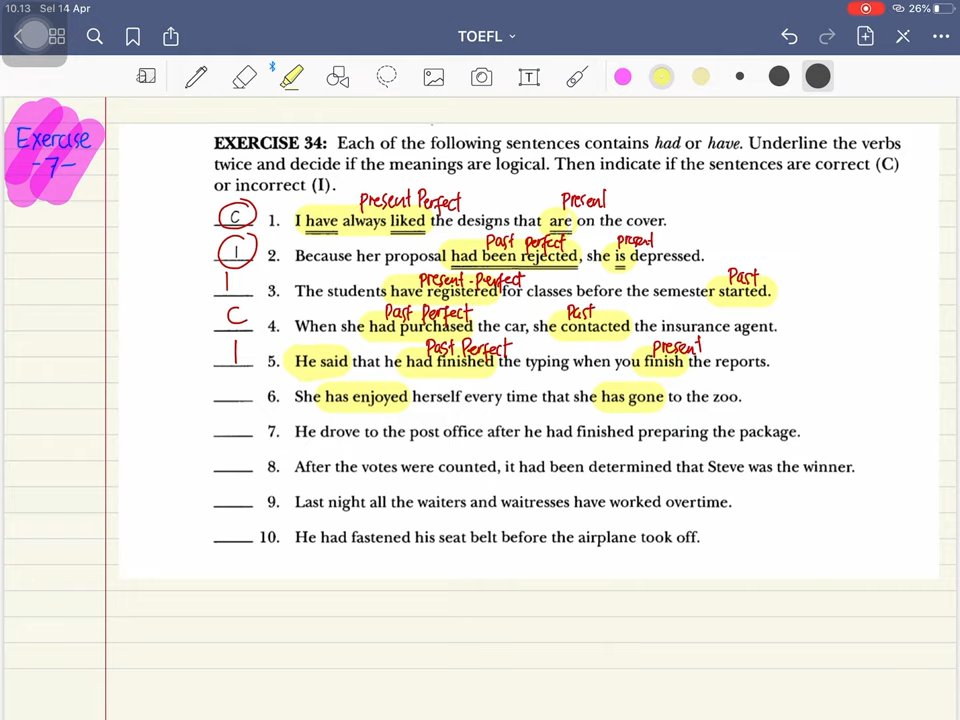 10.13 Sel 14 Apr
26%
TOEFL
T
Exercise
-7-
EXERCISE 34: Each of the following sentences contains had or have. Underline the verbs
twice and decide if the meanings are logical. Then indicate if the sentences are correct (C)
or incorrect (I).
Present Perfect Present
C 1. I have always liked the designs that are on the cover.
Past perfect present
I 2. Because her proposal had been rejected, she is depressed.
present perfect Past
I 3. The students have registered for classes before the semester started.
Past Perfect Past
C 4. When she had purchased the car, she contacted the insurance agent.
Past Perfect Present
I 5. He said that he had finished the typing when you finish the reports.
6. She has enjoyed herself every time that she has gone to the zoo.
7. He drove to the post office after he had finished preparing the package.
8. After the votes were counted, it had been determined that Steve was the winner.
9. Last night all the waiters and waitresses have worked overtime.
10. He had fastened his seat belt before the airplane took off.